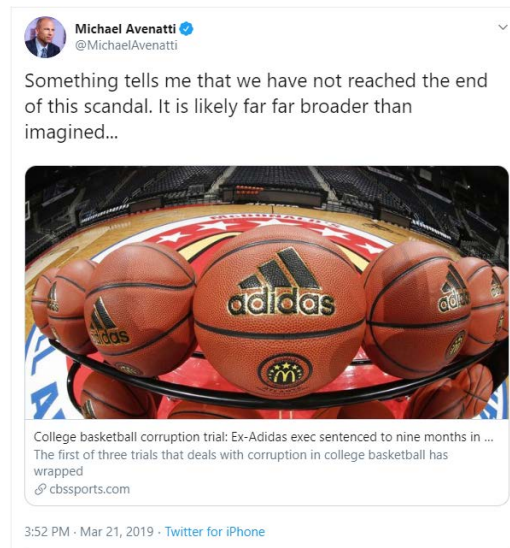 Michael Avenatti
@MichaelAvenatti
Something tells me that we have not reached the end
of this scandal. It is likely far far broader than
imagined...
McDONALD'S
adidas
adidas
adidas
College basketball corruption trial: Ex-Adidas exec sentenced to nine months in ...
The first of three trials that deals with corruption in college basketball has
wrapped
cbssports.com
3:52 PM · Mar 21, 2019 · Twitter for iPhone